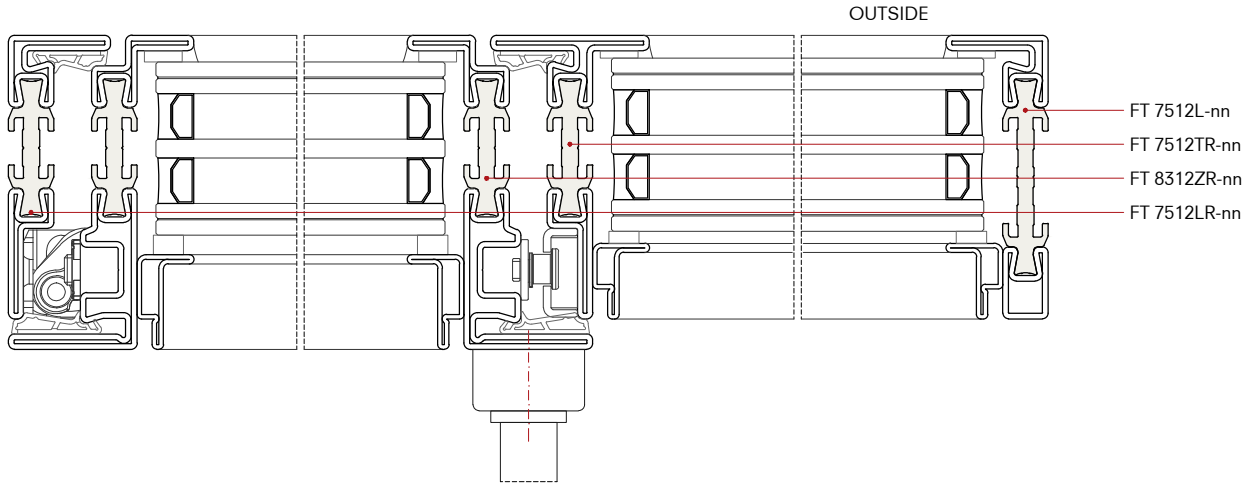 OUTSIDE
FT 7512L-nn
FT 7512TR-nn
FT 8312ZR-nn
FT 7512LR-nn